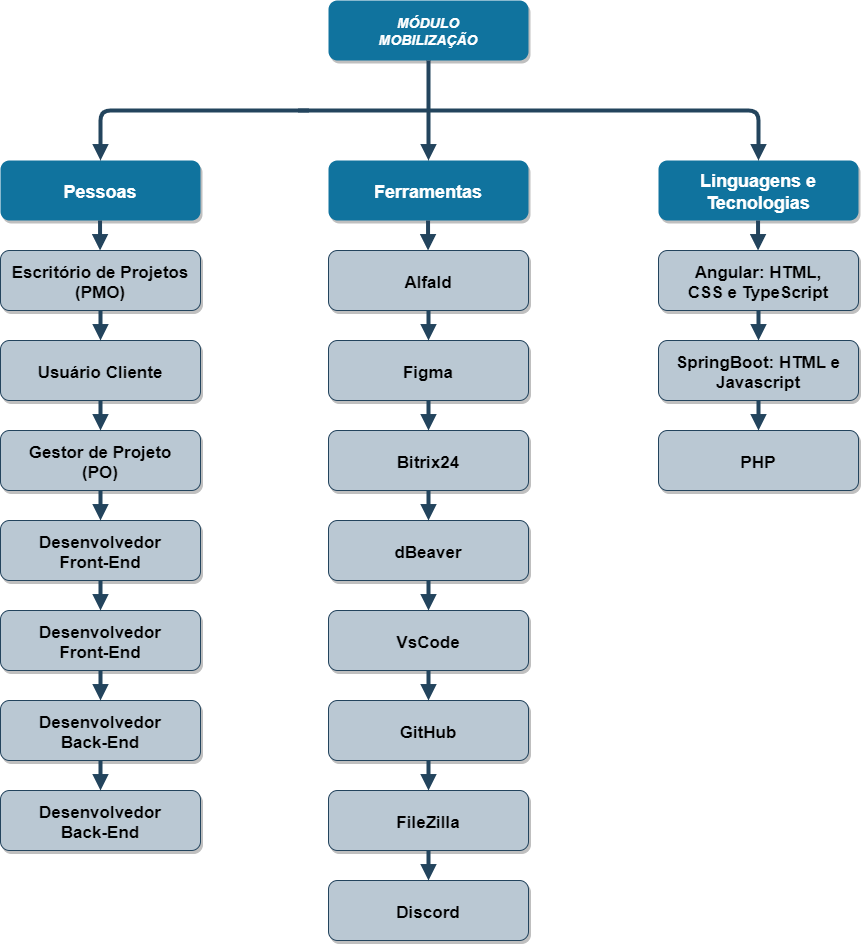 MÓDULO
MOBILIZAÇÃO
Pessoas
Ferramentas
Linguagens e
Tecnologias
Escritório de Projetos
(PMO)
Alfald
Angular: HTML,
CSS e TypeScript
Usuário Cliente
Figma
SpringBoot: HTML e
Javascript
Gestor de Projeto
(PO)
Bitrix24
PHP
Desenvolvedor
Front-End
dBeaver
Desenvolvedor
Front-End
VsCode
Desenvolvedor
Back-End
GitHub
Desenvolvedor
Back-End
FileZilla
Discord